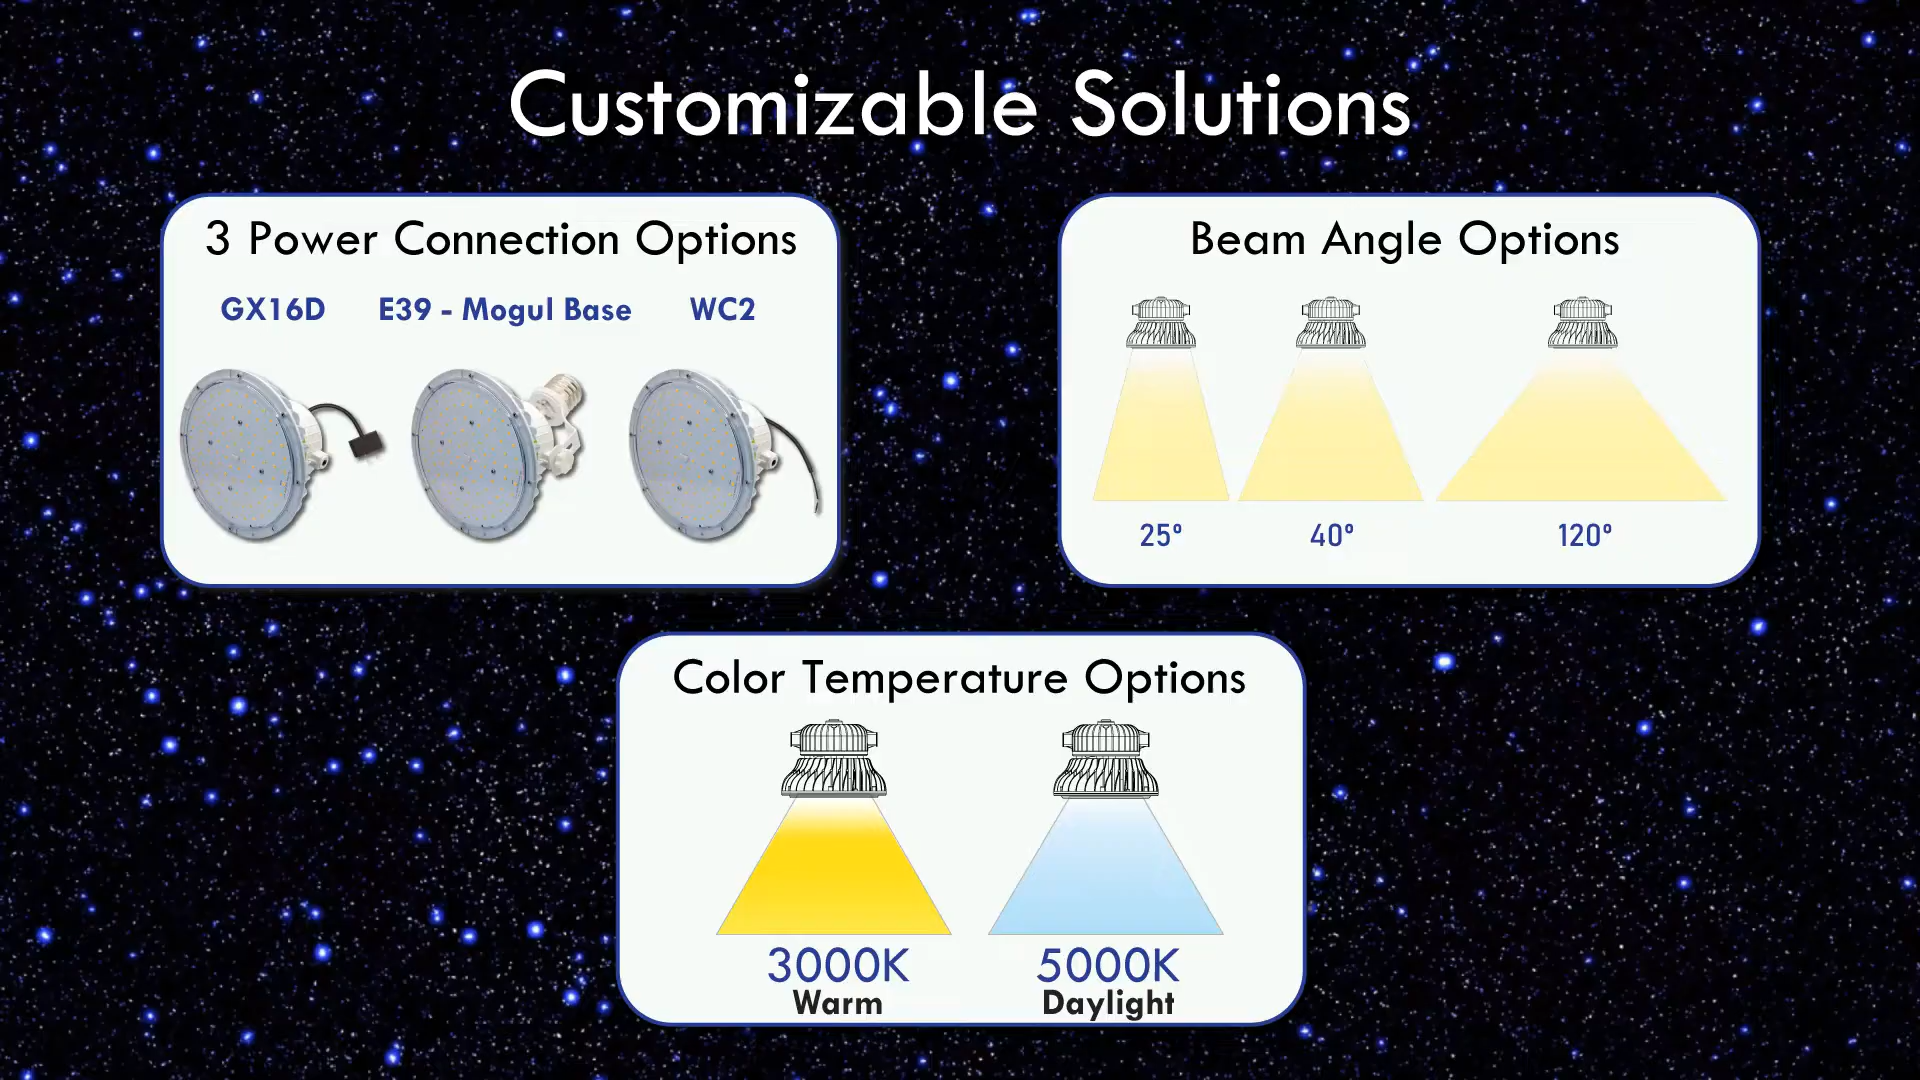 Customizable Solutions
3 Power Connection Options
GX16D E39 - Mogul Base WC2
Beam Angle Options
25° 40° 120°
Color Temperature Options
3000K 5000K
Warm Daylight